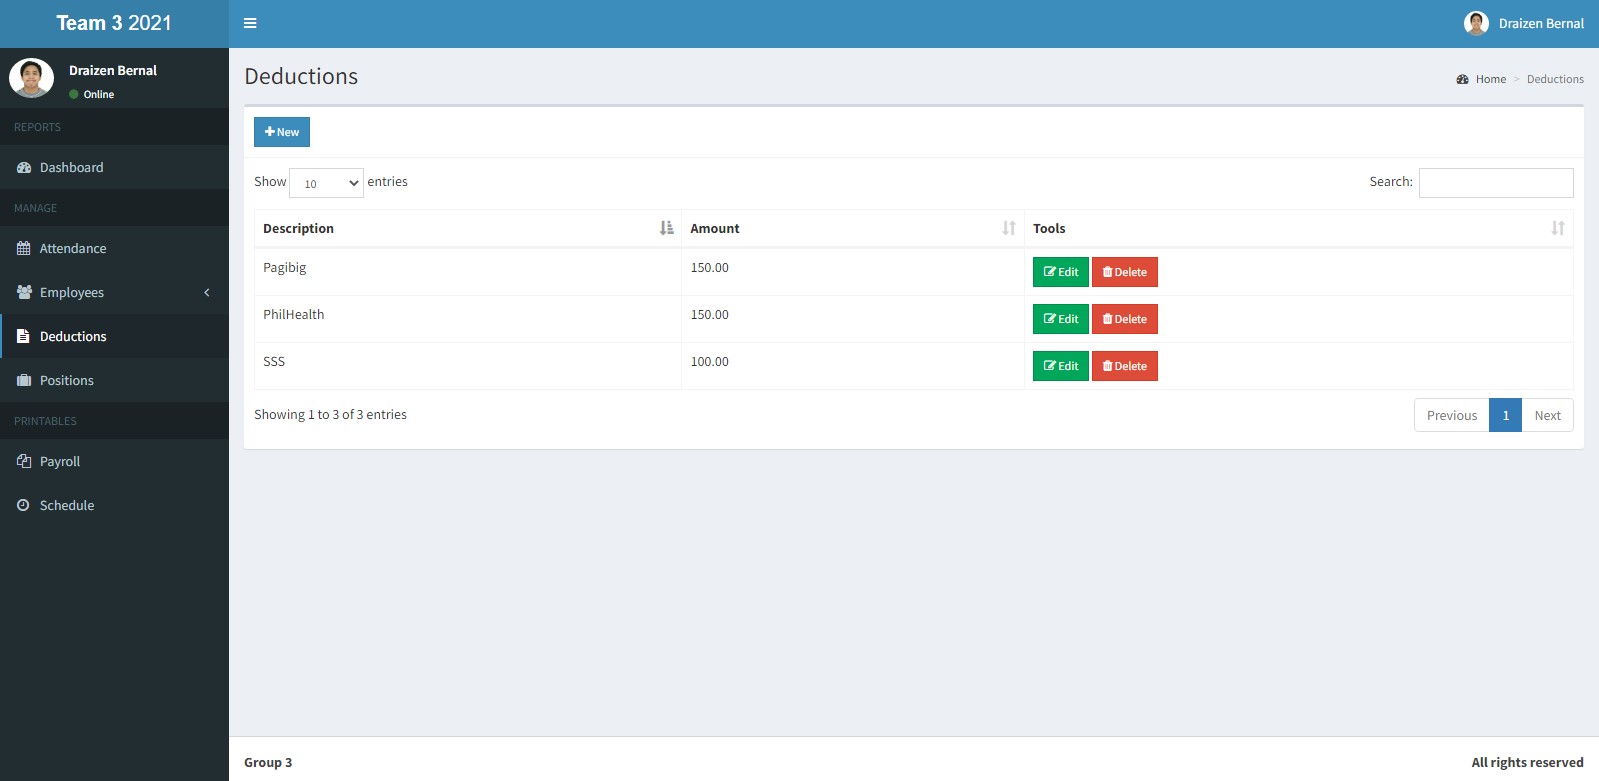 Team 3 2021
Draizen Bernal
Draizen Bernal
Online
REPORTS
Dashboard
MANAGE
Attendance
Employees
Deductions
Positions
PRINTABLES
Payroll
Schedule
Deductions
Home > Deductions
New
Show 10 entries
Search:
Description Amount Tools
Pagibig 150.00 Edit Delete
PhilHealth 150.00 Edit Delete
SSS 100.00 Edit Delete
Showing 1 to 3 of 3 entries
Previous 1 Next
Group 3
All rights reserved